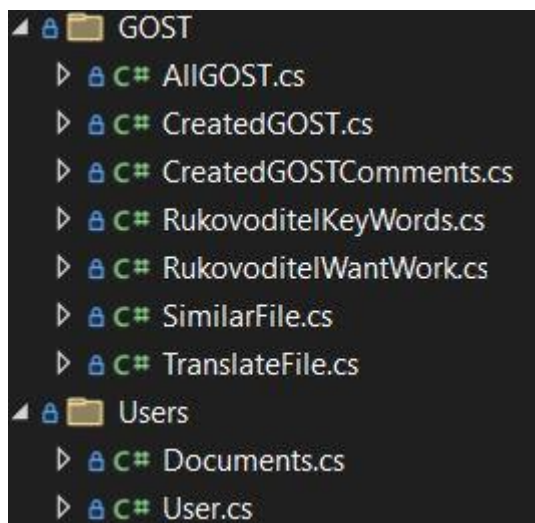 GOST
C# AllGOST.cs
C# CreatedGOST.cs
C# CreatedGOSTComments.cs
C# RukovoditelKeyWords.cs
C# RukovoditelWantWork.cs
C# SimilarFile.cs
C# TranslateFile.cs
Users
C# Documents.cs
C# User.cs